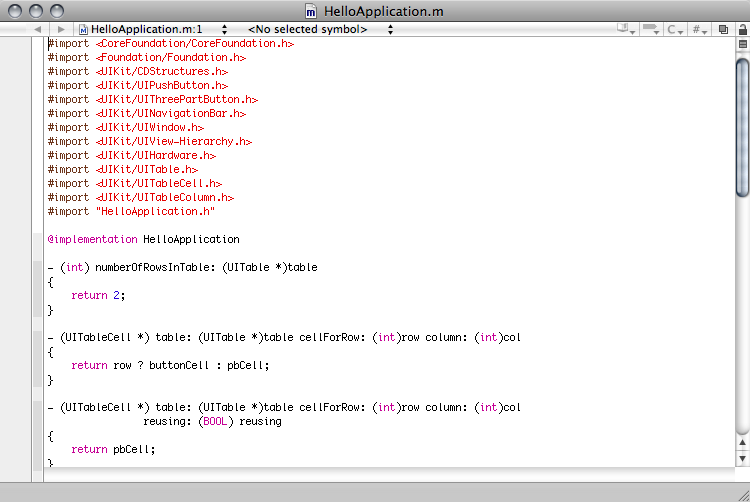 HelloApplication.m
HelloApplication.m:1 <No selected symbol>
C #
#import <CoreFoundation/CoreFoundation.h>
#import <Foundation/Foundation.h>
#import <UIKit/CDStructures.h>
#import <UIKit/UIPushButton.h>
#import <UIKit/UIThreePartButton.h>
#import <UIKit/UINavigationBar.h>
#import <UIKit/UIWindow.h>
#import <UIKit/UIView-Hierarchy.h>
#import <UIKit/UIHardware.h>
#import <UIKit/UITable.h>
#import <UIKit/UITableCell.h>
#import <UIKit/UITableColumn.h>
#import "HelloApplication.h"
@implementation HelloApplication
- (int) numberOfRowsInTable: (UITable *)table
{
return 2;
}
- (UITableCell *) table: (UITable *)table cellForRow: (int)row column: (int)col
{
return row ? buttonCell : pbCell;
}
- (UITableCell *) table: (UITable *)table cellForRow: (int)row column: (int)col
reusing: (BOOL) reusing
{
return pbCell;
}